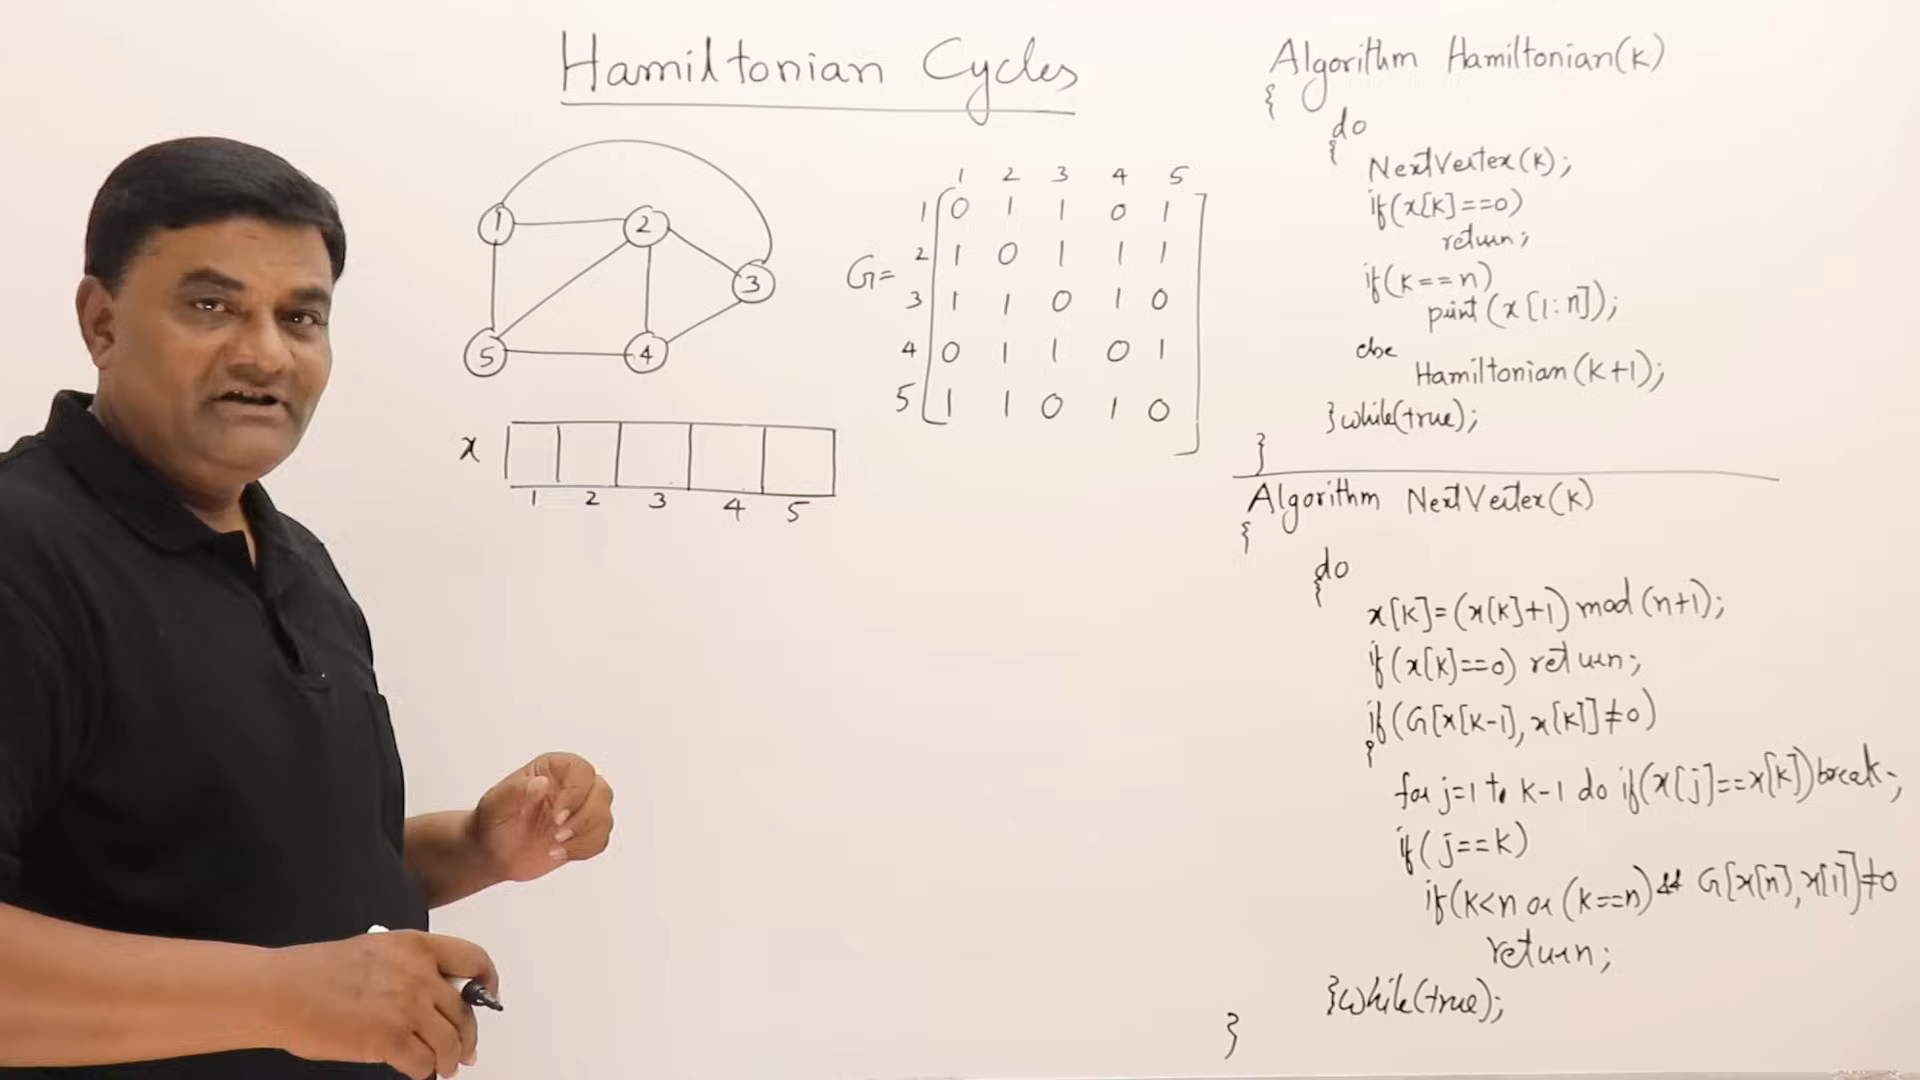 Hamiltonian Cycles
1
2
3
5
4
x
1 2 3 4 5
1 2 3 4 5
G=
1 0 1 1 0 1
2 1 0 1 1 1
3 1 1 0 1 0
4 0 1 1 0 1
5 1 1 0 1 0
Algorithm Hamiltonian(k)
{
do
{
NextVertex(k);
if(x[k]==0)
return;
if(k==n)
print(x[1:n]);
else
Hamiltonian(k+1);
}while(true);
}
Algorithm NextVertex(k)
{
do
{
x[k]=(x[k]+1) mod (n+1);
if(x[k]==0) return;
if(G[x[k-1], x[k]]≠0)
{
for j=1 to k-1 do if(x[j]==x[k]) break;
if(j==k)
if(k<n or (k==n) && G[x[n], x[1]]≠0
return;
}while(true);
}